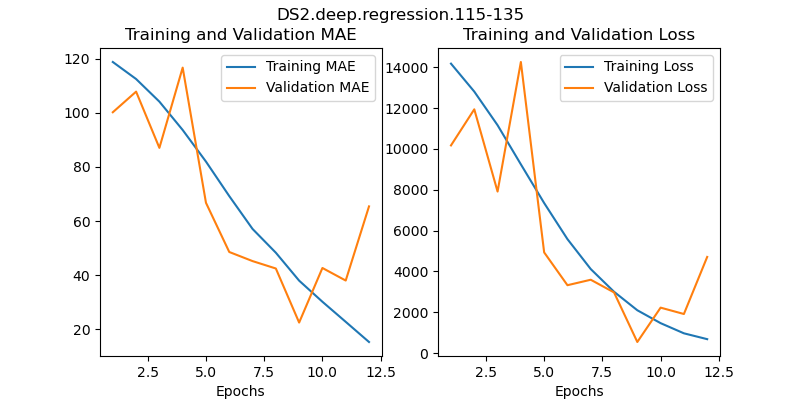 DS2.deep.regression.115-135
Training and Validation MAE
Training MAE
Validation MAE
120
100
80
60
40
20
2.5 5.0 7.5 10.0 12.5
Epochs
Training and Validation Loss
Training Loss
Validation Loss
14000
12000
10000
8000
6000
4000
2000
0
2.5 5.0 7.5 10.0 12.5
Epochs